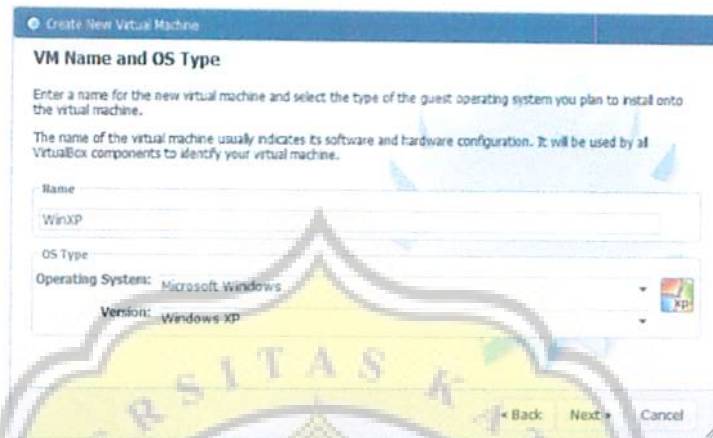 Create New Virtual Machine
VM Name and OS Type
Enter a name for the new virtual machine and select the type of the guest operating system you plan to install onto
the virtual machine.
The name of the virtual machine usually indicates its software and hardware configuration. It will be used by all
VirtualBox components to identify your virtual machine.
Name
WinXP
OS Type
Operating System: Microsoft Windows
xp
Version: Windows XP
RSITAS KA
< Back Next > Cancel